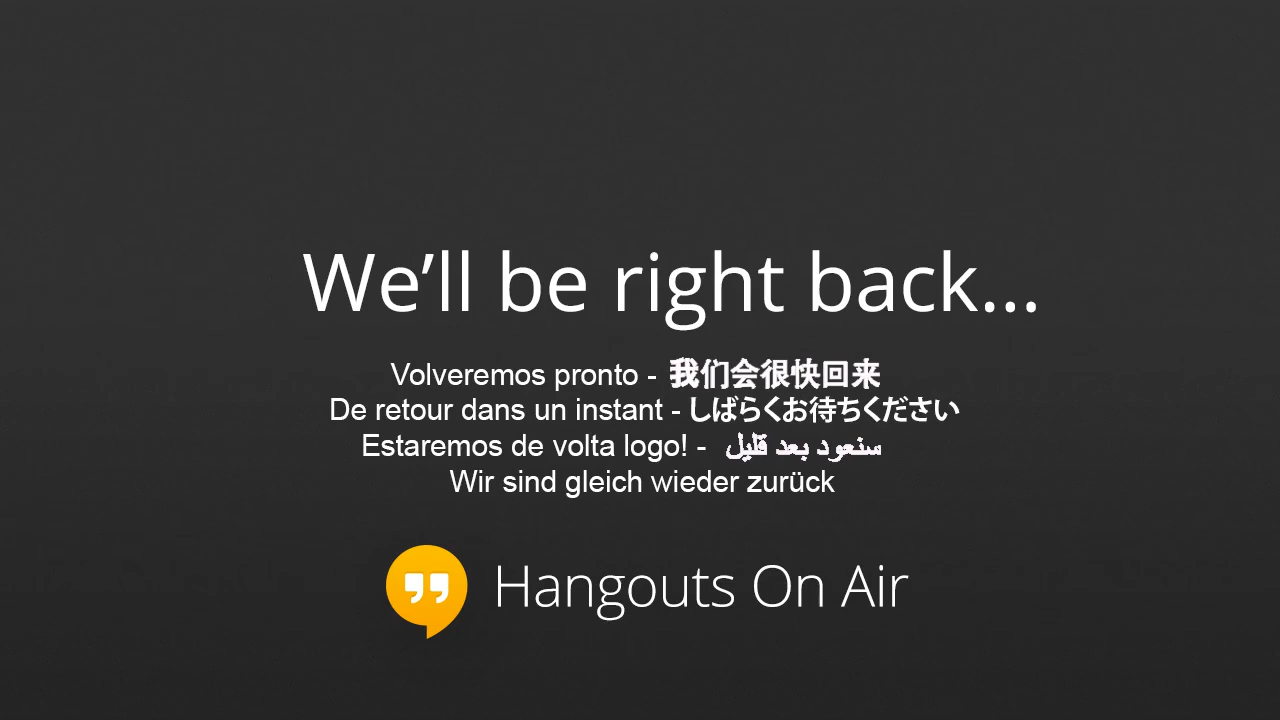 We'll be right back...
Volveremos pronto - 我们会很快回来
De retour dans un instant - しばらくお待ちください
Estaremos de volta logo! - سنعود بعد قليل
Wir sind gleich wieder zurück
Hangouts On Air